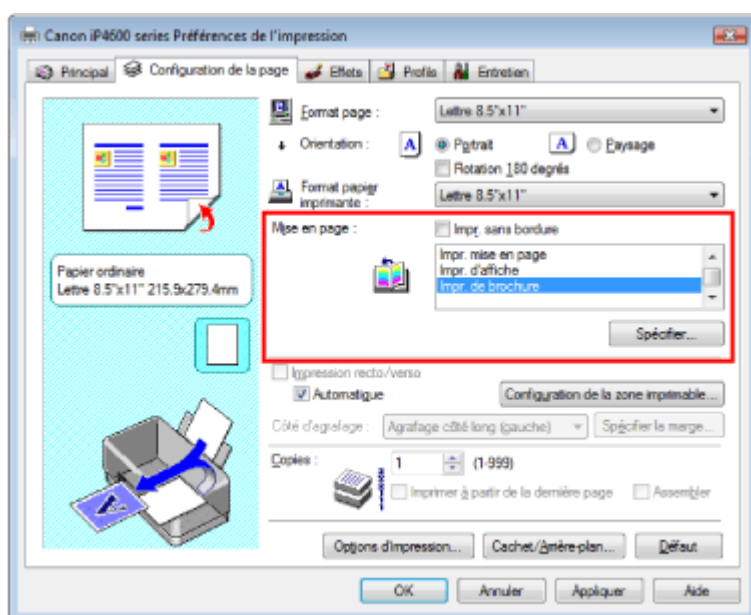 Canon iP4600 series Préférences de l'impression
Principal Configuration de la page Effets Profils Entretien
Format page : Lettre 8.5"x11"
Orientation : A Portrait A Paysage
Rotation 180 degrés
Format papier
imprimante : Lettre 8.5"x11"
Mise en page : Impr. sans bordure
Impr. mise en page
Impr. d'affiche
Impr. de brochure
Spécifier...
Papier ordinaire
Lettre 8.5"x11" 215.9x279.4mm
Impression recto/verso
Automatique Configuration de la zone imprimable...
Côté d'agrafage : Agrafage côté long (gauche) Spécifier la marge...
Copies : 1 (1-999)
Imprimer à partir de la dernière page Assembler
Options d'impression... Cachet/Arrière-plan... Défaut
OK Annuler Appliquer Aide